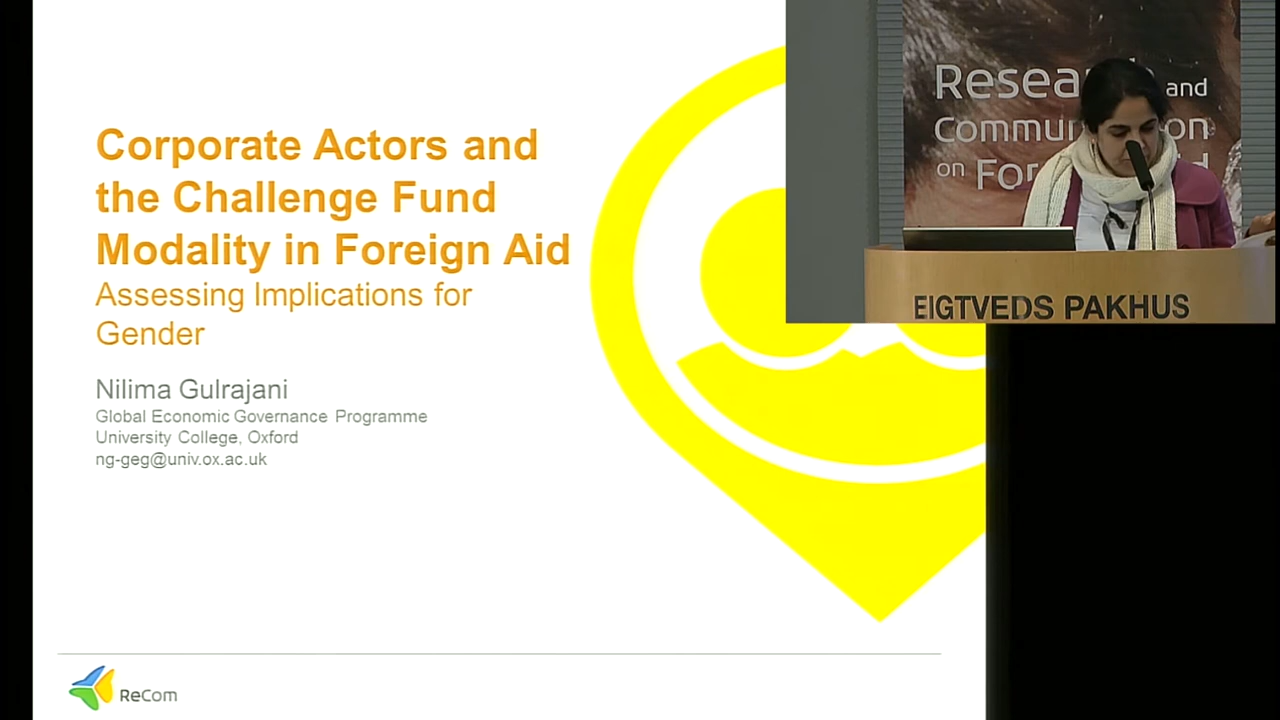 Corporate Actors and
the Challenge Fund
Modality in Foreign Aid
Assessing Implications for
Gender
Nilima Gulrajani
Global Economic Governance Programme
University College, Oxford
ng-geg@univ.ox.ac.uk
ReCom
and
on
EIGTVEDS PAKHUS